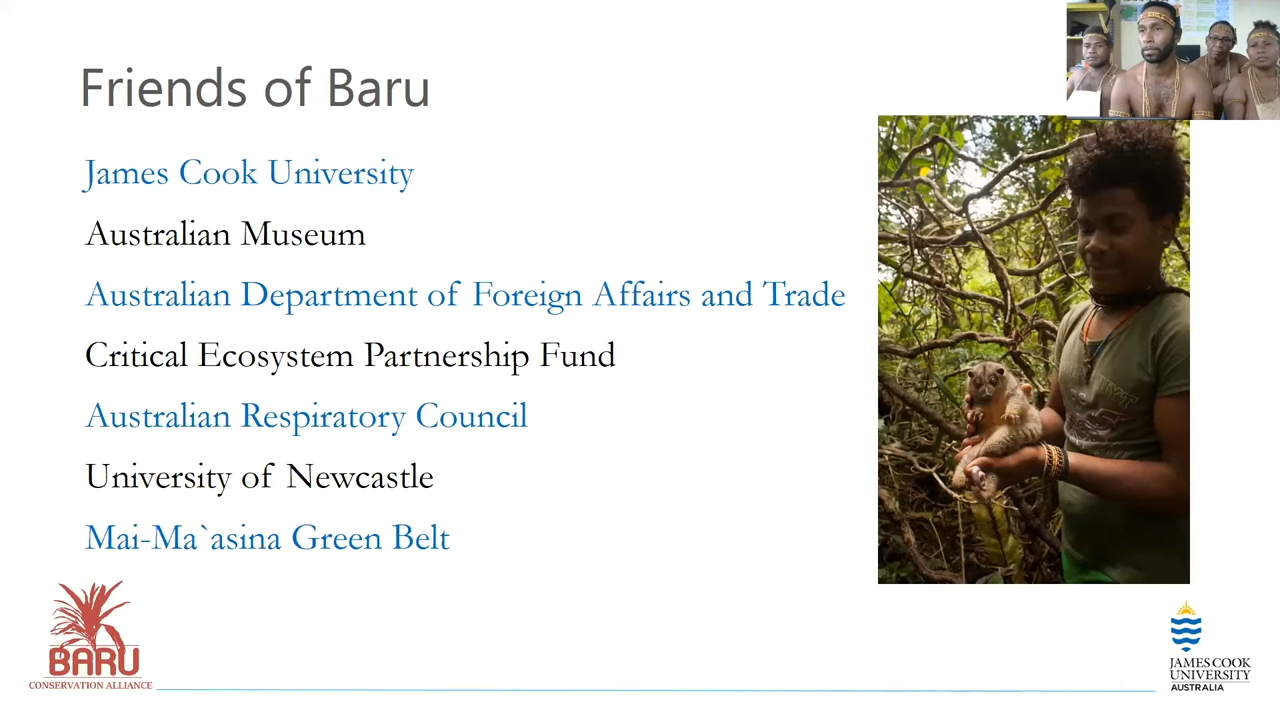 Friends of Baru
James Cook University
Australian Museum
Australian Department of Foreign Affairs and Trade
Critical Ecosystem Partnership Fund
Australian Respiratory Council
University of Newcastle
Mai-Ma`asina Green Belt
BARU
CONSERVATION ALLIANCE
JAMES COOK
UNIVERSITY
AUSTRALIA